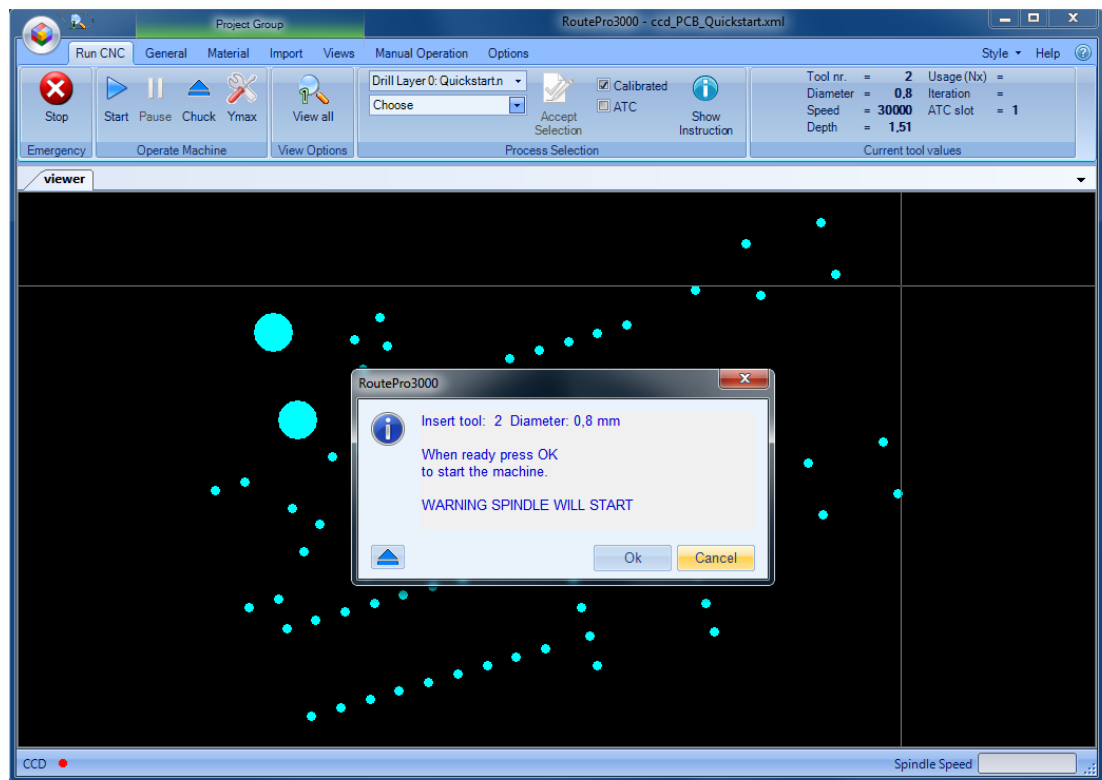 Project Group
RoutePro3000 - ccd_PCB_Quickstart.xml
Run CNC General Material Import Views Manual Operation Options Style Help
Stop
Start Pause Chuck Ymax
View all
Drill Layer 0: Quickstart.n
Choose
Accept
Selection
Calibrated
ATC
Show
Instruction
Tool nr. = 2 Usage (Nx) =
Diameter = 0,8 Iteration =
Speed = 30000 ATC slot = 1
Depth = 1,51
Emergency Operate Machine View Options Process Selection Current tool values
viewer
RoutePro3000
Insert tool: 2 Diameter: 0,8 mm
When ready press OK
to start the machine.
WARNING SPINDLE WILL START
Ok Cancel
CCD Spindle Speed